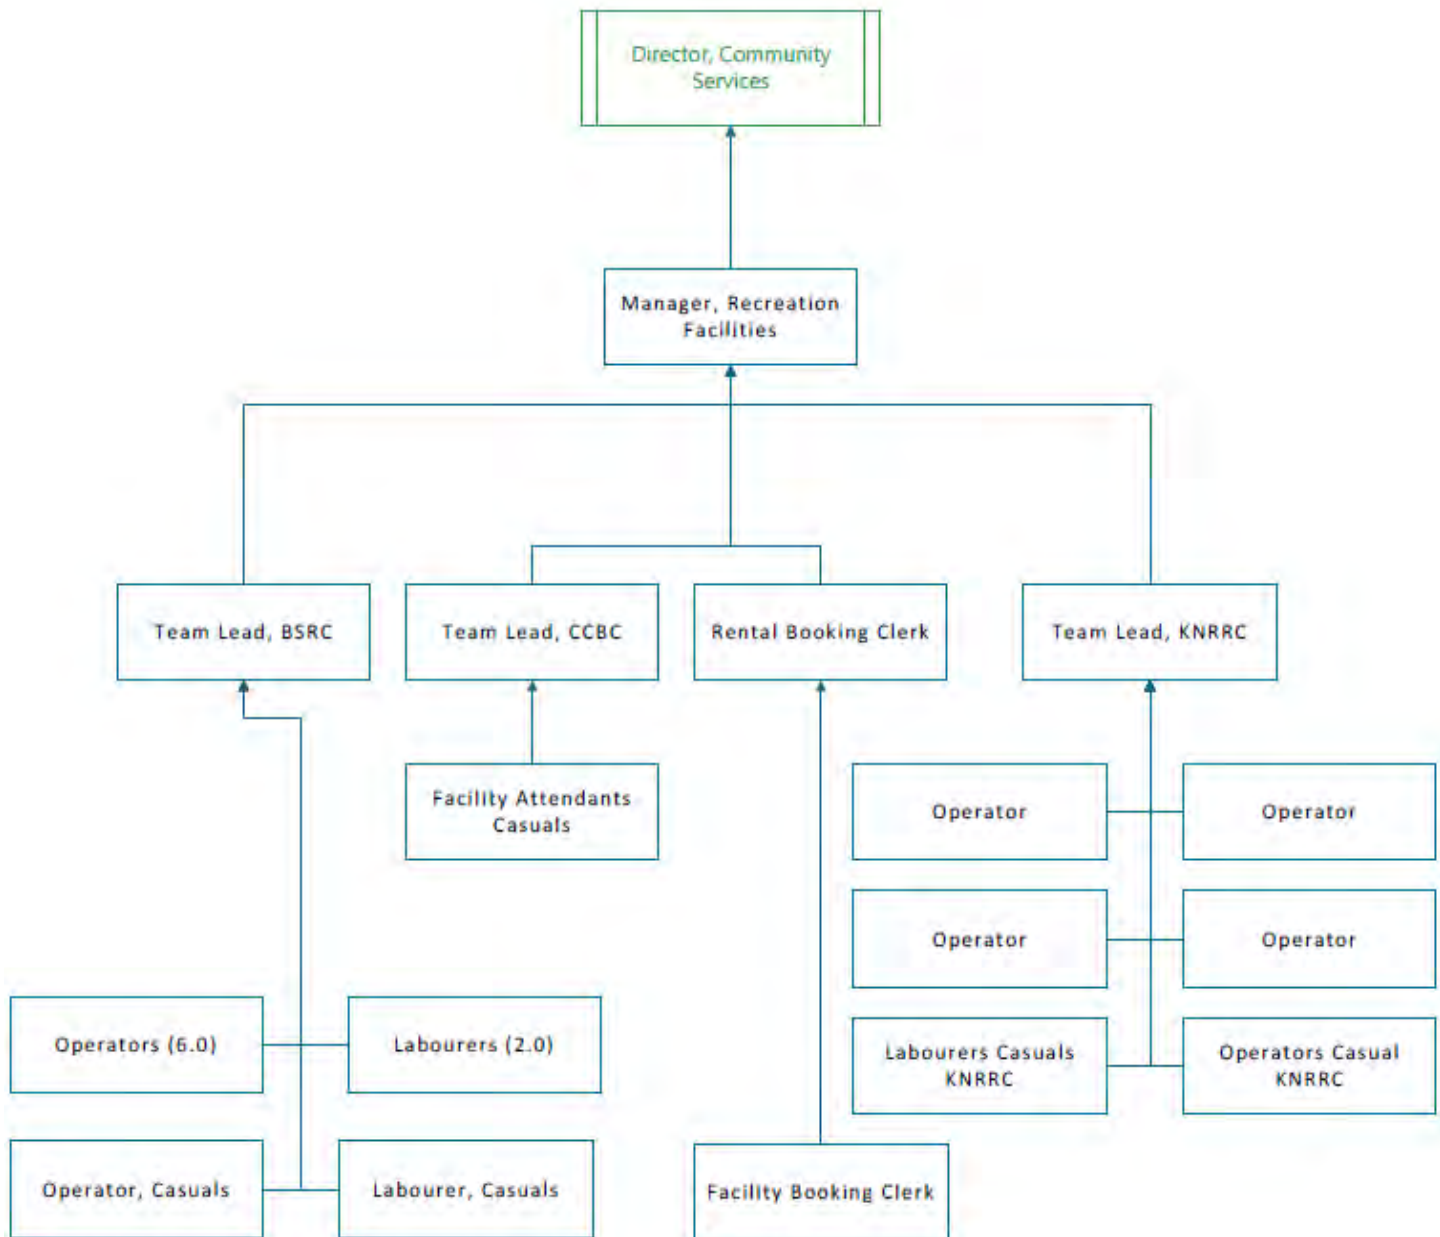 Director, Community
Services
Manager, Recreation
Facilities
Team Lead, BSRC
Team Lead, CCBC
Rental Booking Clerk
Team Lead, KNRRC
Facility Attendants
Casuals
Operator
Operator
Operator
Operator
Operators (6.0)
Labourers (2.0)
Labourers Casuals
KNRRC
Operators Casual
KNRRC
Operator, Casuals
Labourer, Casuals
Facility Booking Clerk